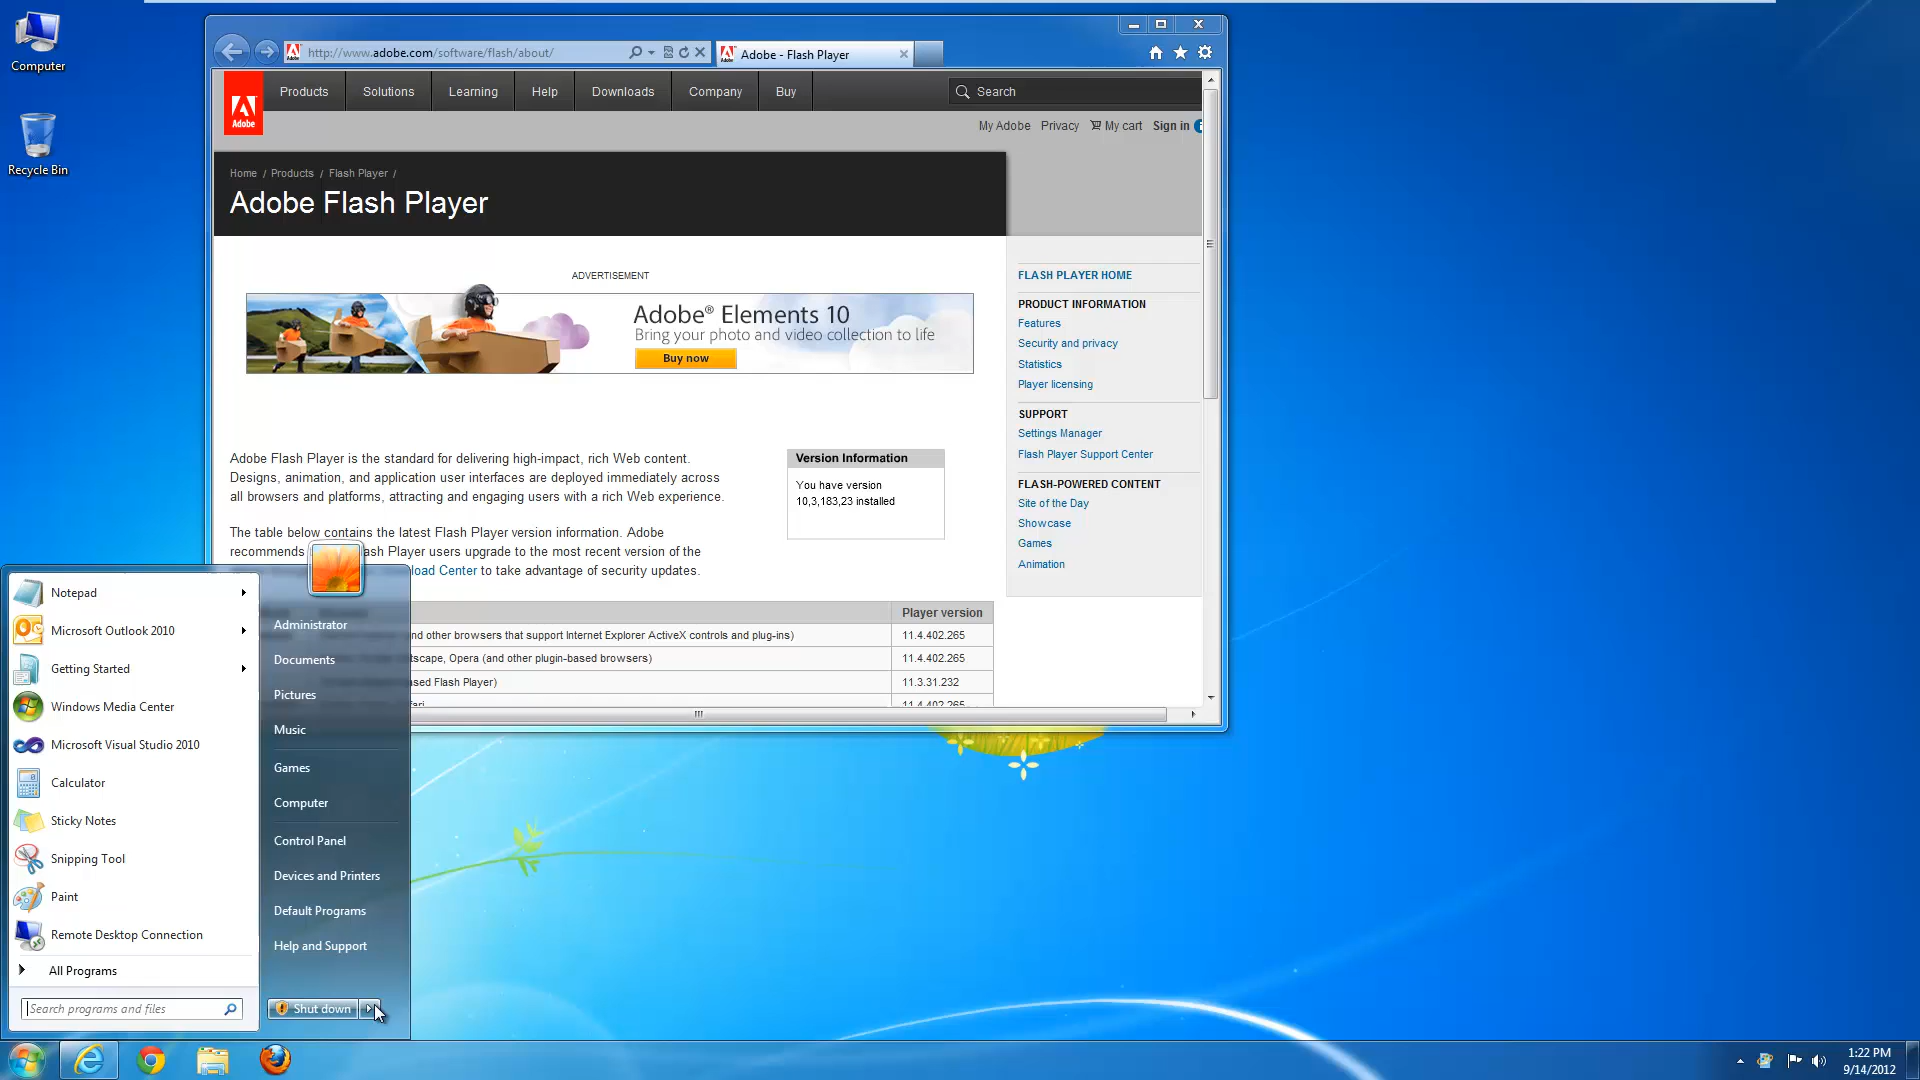 Computer
Recycle Bin
http://www.adobe.com/software/flash/about/
Adobe - Flash Player
Adobe
Products
Solutions
Learning
Help
Downloads
Company
Buy
Search
My Adobe
Privacy
My cart
Sign in
Home / Products / Flash Player /
Adobe Flash Player
ADVERTISEMENT
Adobe® Elements 10
Bring your photo and video collection to life
Buy now
FLASH PLAYER HOME
PRODUCT INFORMATION
Features
Security and privacy
Statistics
Player licensing
SUPPORT
Settings Manager
Flash Player Support Center
FLASH-POWERED CONTENT
Site of the Day
Showcase
Games
Animation
Adobe Flash Player is the standard for delivering high-impact, rich Web content.
Designs, animation, and application user interfaces are deployed immediately across
all browsers and platforms, attracting and engaging users with a rich Web experience.
Version Information
You have version
10,3,183,23 installed
The table below contains the latest Flash Player version information. Adobe
recommends Flash Player users upgrade to the most recent version of the
Center to take advantage of security updates.
Player version
and other browsers that support Internet Explorer ActiveX controls and plug-ins)
11.4.402.265
Opera (and other plugin-based browsers)
11.4.402.265
Flash Player)
11.3.31.232
11.4.402.265
Notepad
Microsoft Outlook 2010
Getting Started
Windows Media Center
Microsoft Visual Studio 2010
Calculator
Sticky Notes
Snipping Tool
Paint
Remote Desktop Connection
All Programs
Search programs and files
Administrator
Documents
Pictures
Music
Games
Computer
Control Panel
Devices and Printers
Default Programs
Help and Support
Shut down
1:22 PM
9/14/2012